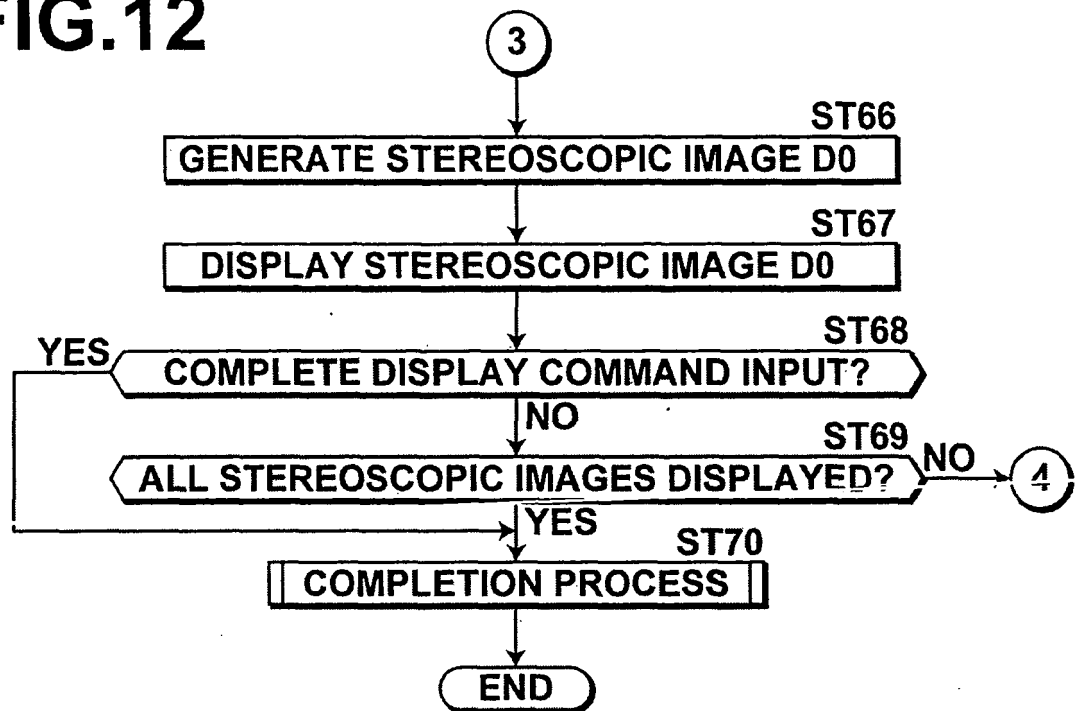 FIG.12
3
ST66
GENERATE STEREOSCOPIC IMAGE D0
ST67
DISPLAY STEREOSCOPIC IMAGE D0
ST68
YES
COMPLETE DISPLAY COMMAND INPUT?
NO
ST69
ALL STEREOSCOPIC IMAGES DISPLAYED?
NO
4
YES
ST70
COMPLETION PROCESS
END